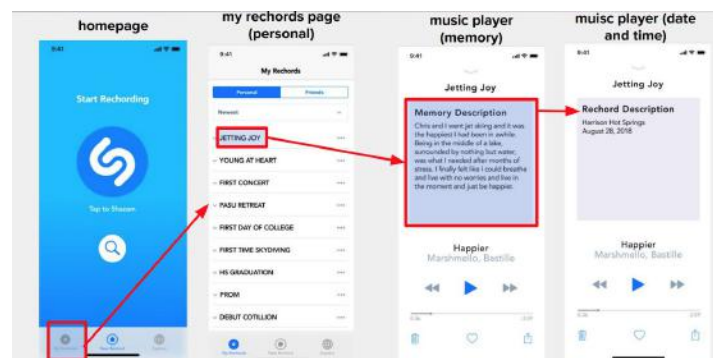 homepage
9:41
Start Rechording
Tap to Shazam
my rechords page
(personal)
9:41
My Rechords
Personal
Friends
Newest
JETTING JOY
YOUNG AT HEART
FIRST CONCERT
PASU RETREAT
FIRST DAY OF COLLEGE
FIRST TIME SKYDIVING
HS GRADUATION
PROM
DEBUT COTILLION
My Rechords
music player
(memory)
9:41
Jetting Joy
Memory Description
Chris and I went jet skiing and it was
the happiest I had been in awhile.
Being in the middle of a lake,
surrounded by nothing but water,
was what I needed after months of
stress. I finally felt like I could breathe
and live with no worries and live in
the moment and just be happier.
Happier
Marshmello, Bastille
0:36
muisc player (date
and time)
9:41
Jetting Joy
Rechord Description
Harrison Hot Springs
August 28, 2018
Happier
Marshmello, Bastille
0:36